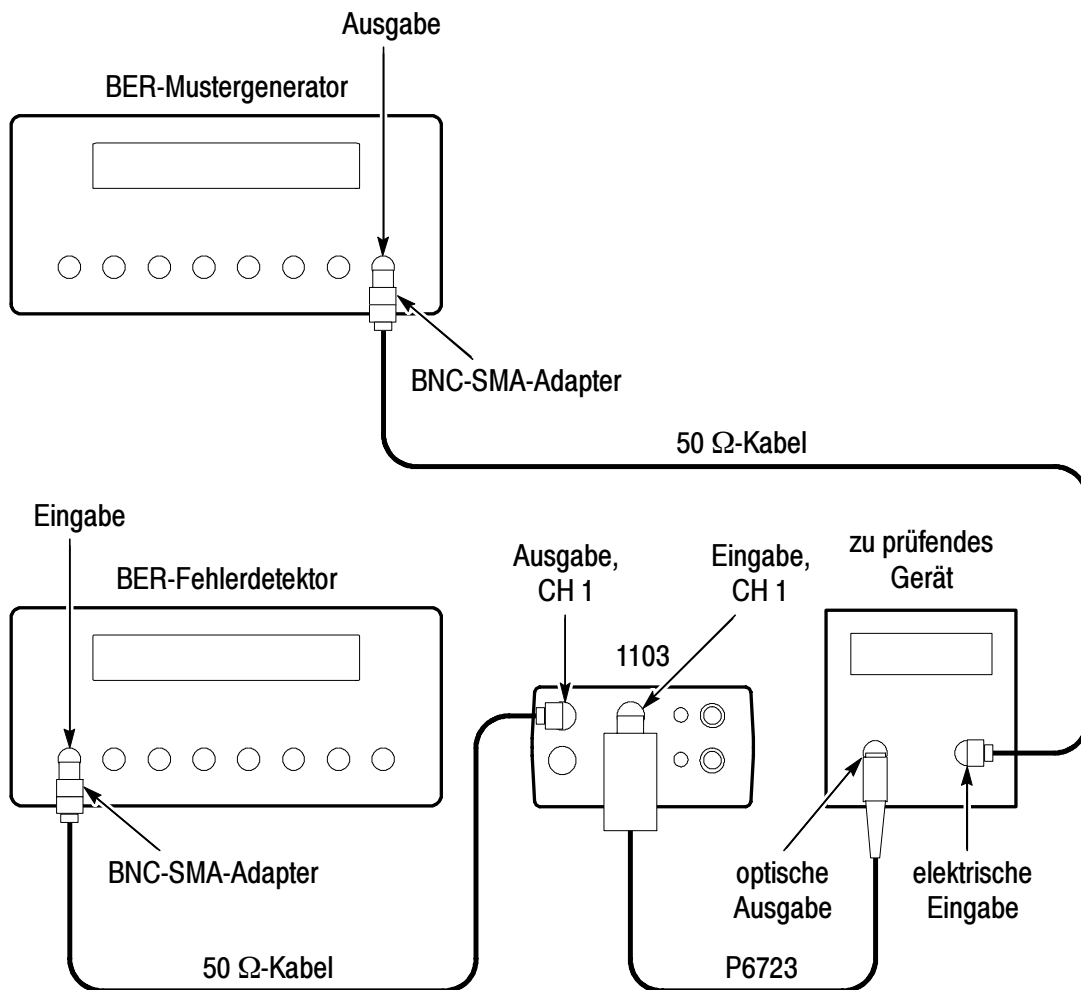 Ausgabe
BER-Mustergenerator
BNC-SMA-Adapter
50 Ω-Kabel
Eingabe
BER-Fehlerdetektor
Ausgabe,
CH 1
Eingabe,
CH 1
1103
zu prüfendes
Gerät
BNC-SMA-Adapter
optische
Ausgabe
elektrische
Eingabe
50 Ω-Kabel
P6723